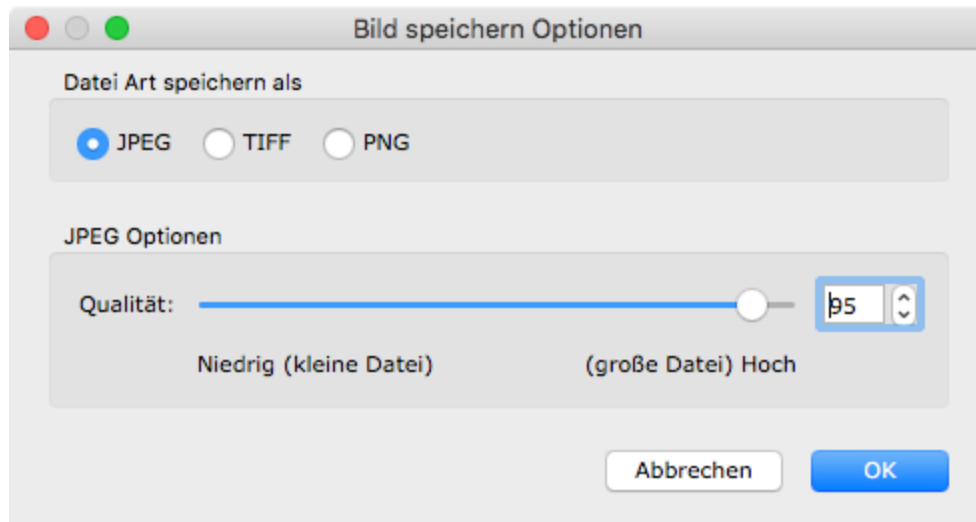 Bild speichern Optionen
Datei Art speichern als
JPEG TIFF PNG
JPEG Optionen
Qualität: 95
Niedrig (kleine Datei) (große Datei) Hoch
Abbrechen OK